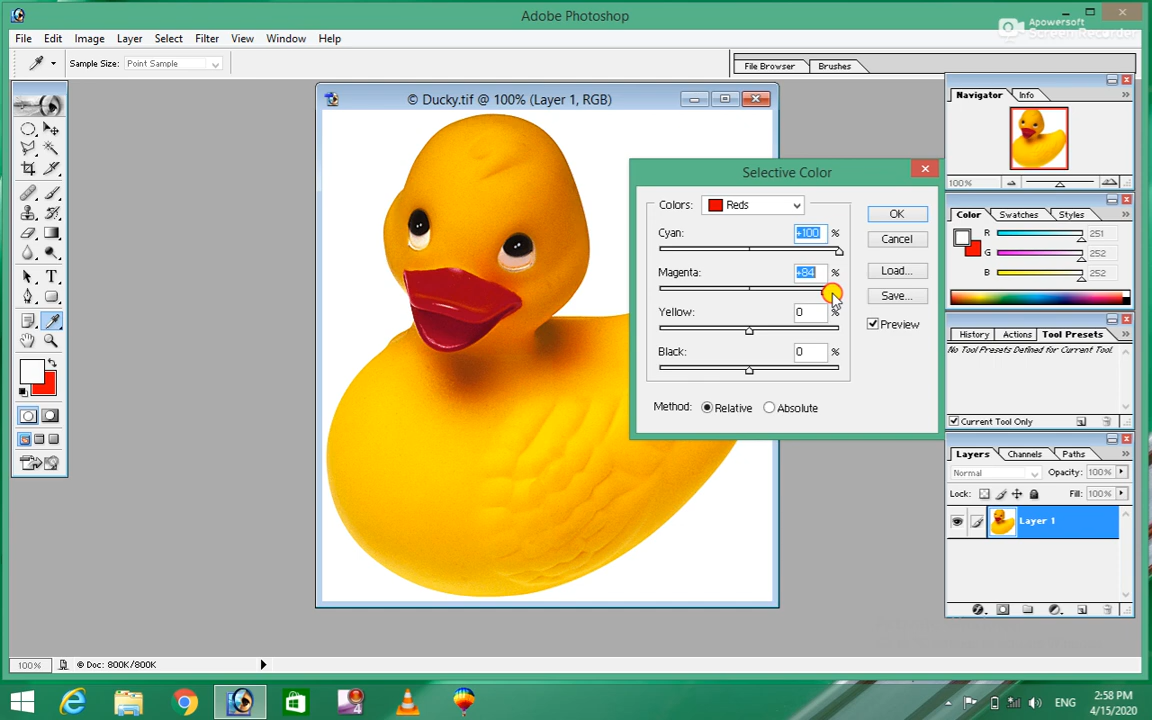 Adobe Photoshop
Apowersoft
Screen Recorder
File Edit Image Layer Select Filter View Window Help
Sample Size: Point Sample
File Browser Brushes
© Ducky.tif @ 100% (Layer 1, RGB)
Navigator Info
100%
Selective Color
Colors: Reds
Cyan: +100 %
Magenta: +84
Yellow: 0 %
Black: 0 %
Method: Relative Absolute
OK
Cancel
Load...
Save...
Preview
Color Swatches Styles
R 251
G 252
B 252
History Actions Tool Presets
No Tool Presets Defined for Current Tool.
Current Tool Only
Layers Channels Paths
Normal Opacity: 100%
Lock: Fill: 100%
Layer 1
100% © Doc: 800K/800K
4
ENG
2:58 PM
4/15/2020